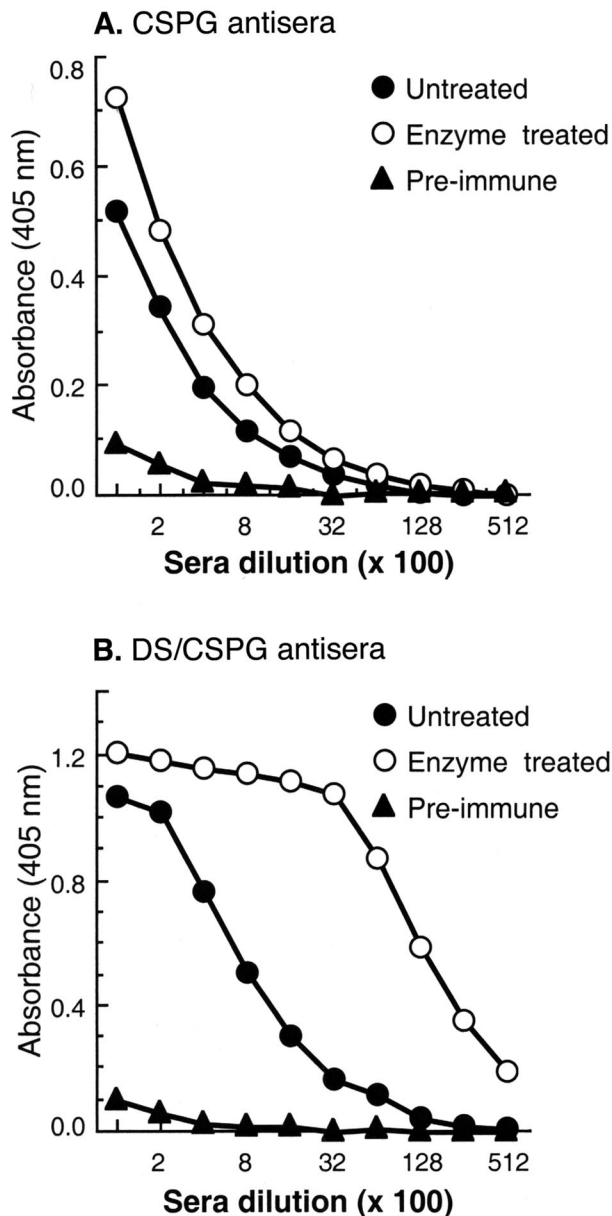 A. CSPG antisera
0.8
Untreated
Enzyme treated
Pre-immune
0.6
0.4
0.2
0.0
Absorbance (405 nm)
2 8 32 128 512
Sera dilution (x 100)
B. DS/CSPG antisera
Untreated
Enzyme treated
Pre-immune
1.2
0.8
0.4
0.0
Absorbance (405 nm)
2 8 32 128 512
Sera dilution (x 100)